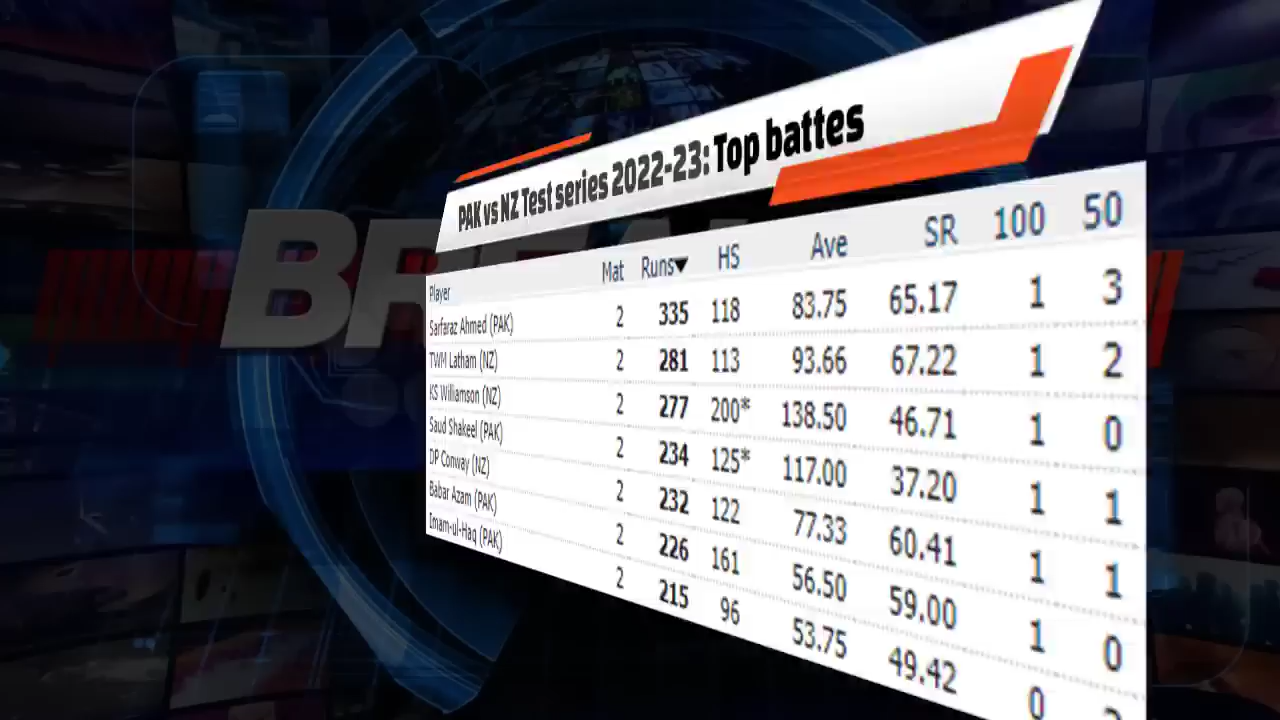 PAK vs NZ Test series 2022-23: Top battes
Player Mat Runs▼ HS Ave SR 100 50
Sarfaraz Ahmed (PAK) 2 335 118 83.75 65.17 1 3
TWM Latham (NZ) 2 281 113 93.66 67.22 1 2
KS Williamson (NZ) 2 277 200* 138.50 46.71 1 0
Saud Shakeel (PAK) 2 234 125* 117.00 37.20 1 1
DP Conway (NZ) 2 232 122 77.33 60.41 1 1
Babar Azam (PAK) 2 226 161 56.50 59.00 1 0
Imam-ul-Haq (PAK) 2 215 96 53.75 49.42 0